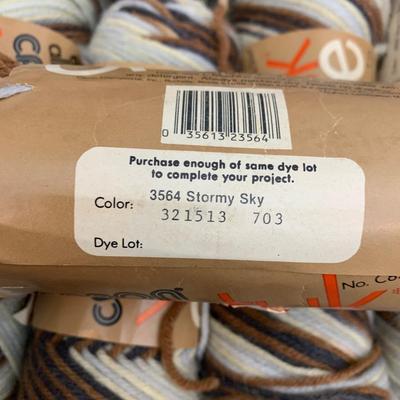 0 35613 23564
Purchase enough of same dye lot
to complete your project.
Color: 3564 Stormy Sky
321513 703
Dye Lot:
No.